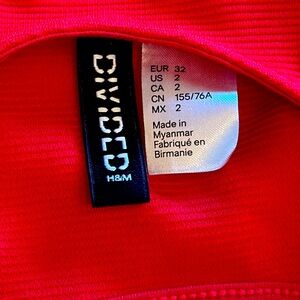 DIVIDED
H&M
EUR 32
US 2
CA 2
CN 155/76A
MX 2
Made in
Myanmar
Fabriqué en
Birmanie